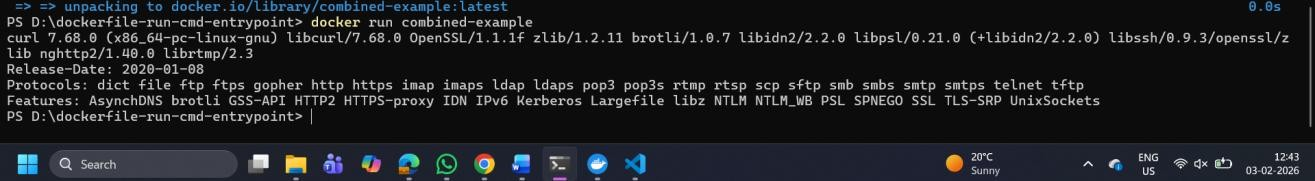 => => unpacking to docker.io/library/combined-example:latest 0.0s
PS D:\dockerfile-run-cmd-entrypoint> docker run combined-example
curl 7.68.0 (x86_64-pc-linux-gnu) libcurl/7.68.0 OpenSSL/1.1.1f zlib/1.2.11 brotli/1.0.7 libidn2/2.2.0 libpsl/0.21.0 (+libidn2/2.2.0) libssh/0.9.3/openssl/z
lib nghttp2/1.40.0 librtmp/2.3
Release-Date: 2020-01-08
Protocols: dict file ftp ftps gopher http https imap imaps ldap ldaps pop3 pop3s rtmp rtsp scp sftp smb smbs smtp smtps telnet tftp
Features: AsynchDNS brotli GSS-API HTTP2 HTTPS-proxy IDN IPv6 Kerberos Largefile libz NTLM NTLM_WB PSL SPNEGO SSL TLS-SRP UnixSockets
PS D:\dockerfile-run-cmd-entrypoint>
Search
20°C
Sunny
ENG
US
12:43
03-02-2026